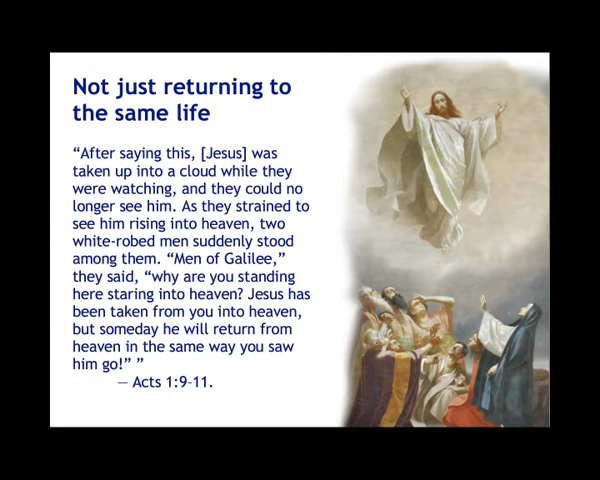 Not just returning to
the same life
“After saying this, [Jesus] was
taken up into a cloud while they
were watching, and they could no
longer see him. As they strained to
see him rising into heaven, two
white-robed men suddenly stood
among them. “Men of Galilee,”
they said, “why are you standing
here staring into heaven? Jesus has
been taken from you into heaven,
but someday he will return from
heaven in the same way you saw
him go!” ”
— Acts 1:9-11.